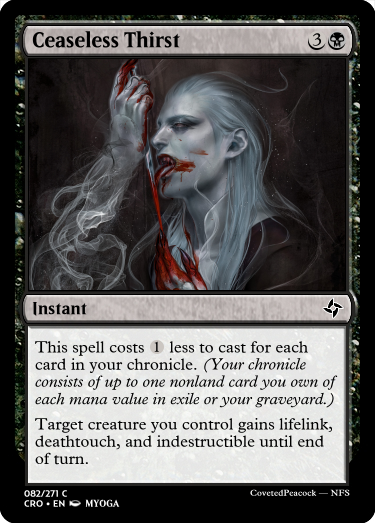 Ceaseless Thirst 3
Instant
This spell costs 1 less to cast for each
card in your chronicle. (Your chronicle
consists of up to one nonland card you own of
each mana value in exile or your graveyard.)
Target creature you control gains lifelink,
deathtouch, and indestructible until end
of turn.
082/271 C
CRO • EN MYOGA
CovetedPeacock — NFS